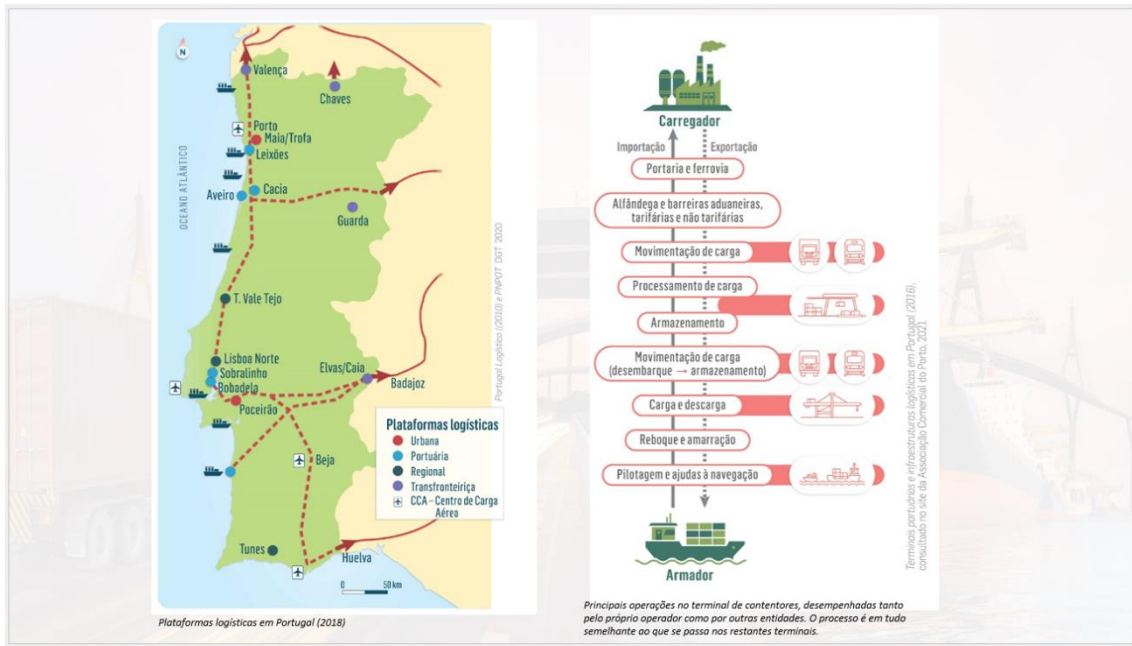 N
Valença
Chaves
Porto
Maia/Trofa
Leixões
OCEANO ATLÂNTICO
Aveiro
Cacia
Guarda
T. Vale Tejo
Lisboa Norte
Sobralinho
Bobadela
Poceirão
Elvas/Caia
Badajoz
Beja
Tunes
Huelva
0 50 km
Plataformas logísticas
Urbana
Portuária
Regional
Transfronteiriça
CCA – Centro de Carga
Aérea
Portugal Logístico ((2010) e PNPOT_DGT 2020
Plataformas logísticas em Portugal (2018)
Carregador
Importação
Exportação
Portaria e ferrovia
Alfândega e barreiras aduaneiras,
tarifárias e não tarifárias
Movimentação de carga
Processamento de carga
Armazenamento
Movimentação de carga
(desembarque → armazenamento)
Carga e descarga
Reboque e amarração
Pilotagem e ajudas à navegação
Armador
Terminais portuários e infraestruturas logísticas em Portugal (2016),
consultado no site da Associação Comercial do Porto, 2021
Principais operações no terminal de contentores, desempenhadas tanto
pelo próprio operador como por outras entidades. O processo é em tudo
semelhante ao que se passa nos restantes terminais.